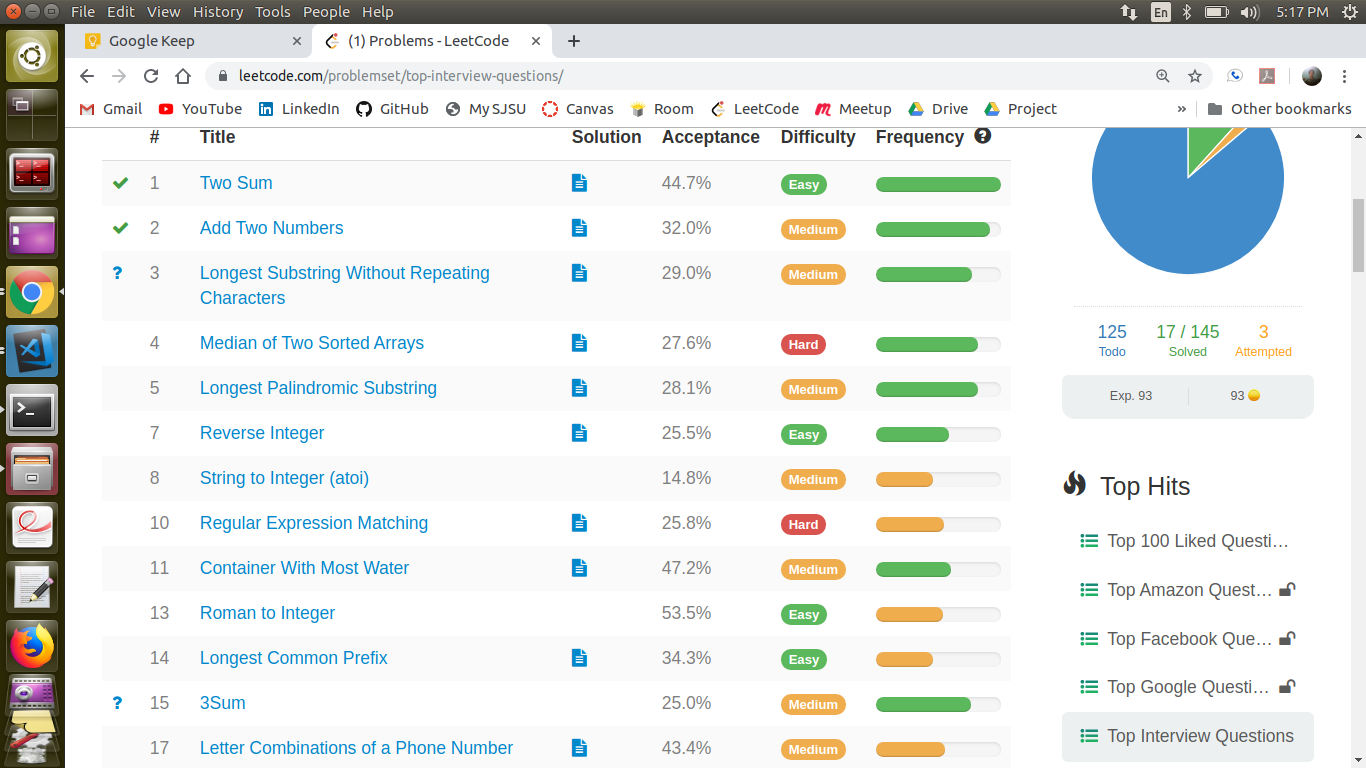 File Edit View History Tools People Help
En
5:17 PM
Google Keep
(1) Problems - LeetCode
leetcode.com/problemset/top-interview-questions/
Gmail YouTube LinkedIn GitHub My SJSU Canvas Room LeetCode Meetup Drive Project » Other bookmarks
# Title Solution Acceptance Difficulty Frequency ?
1 Two Sum 44.7% Easy
2 Add Two Numbers 32.0% Medium
? 3 Longest Substring Without Repeating 29.0% Medium
Characters
4 Median of Two Sorted Arrays 27.6% Hard
5 Longest Palindromic Substring 28.1% Medium
7 Reverse Integer 25.5% Easy
8 String to Integer (atoi) 14.8% Medium
10 Regular Expression Matching 25.8% Hard
11 Container With Most Water 47.2% Medium
13 Roman to Integer 53.5% Easy
14 Longest Common Prefix 34.3% Easy
? 15 3Sum 25.0% Medium
17 Letter Combinations of a Phone Number 43.4% Medium
125 17 / 145 3
Todo Solved Attempted
Exp. 93 93
Top Hits
Top 100 Liked Questi...
Top Amazon Quest...
Top Facebook Que...
Top Google Questi...
Top Interview Questions